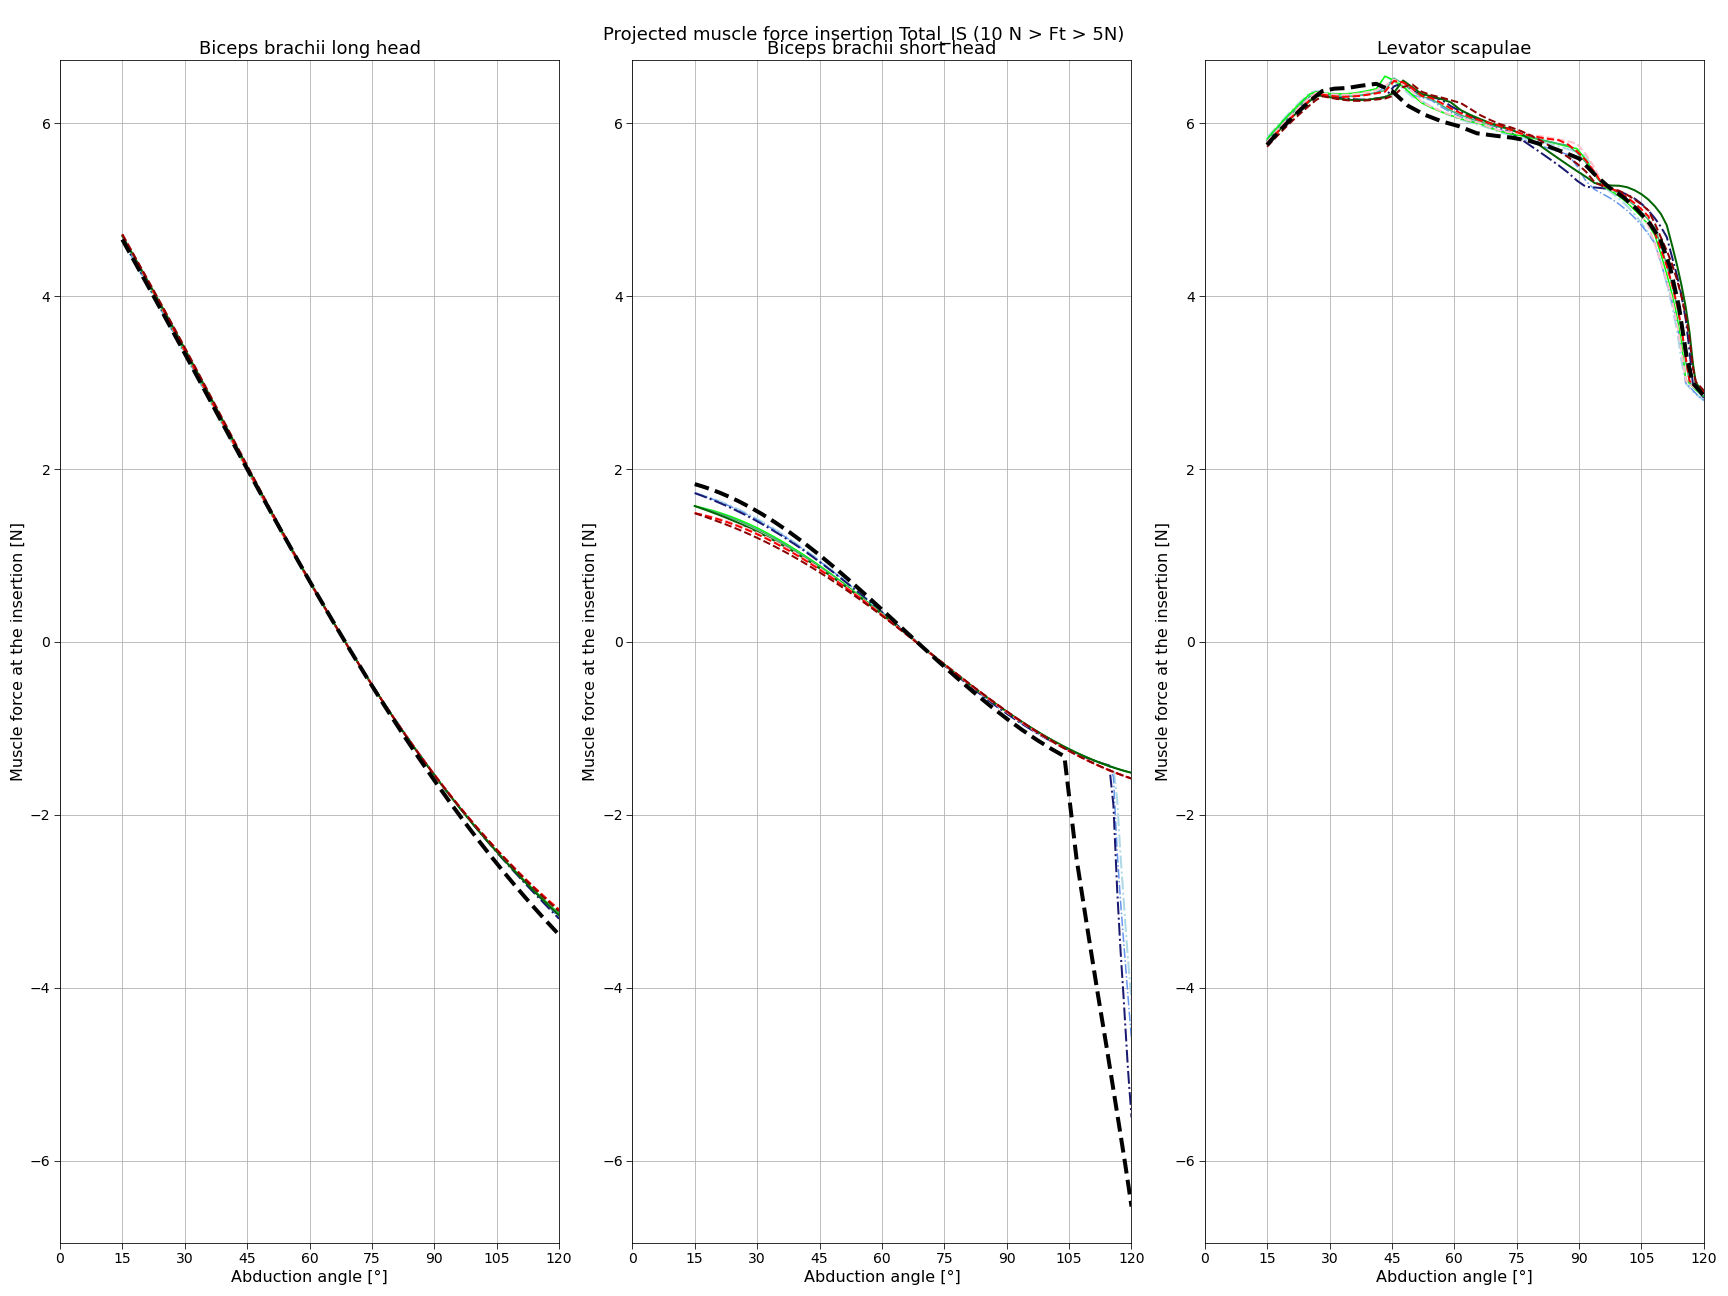 Projected muscle force insertion Total_IS (10 N > Ft > 5N)
Biceps brachii long head
Biceps brachii short head
Levator scapulae
Muscle force at the insertion [N]
6
4
2
0
−2
−4
−6
0 15 30 45 60 75 90 105 120
Abduction angle [°]
Muscle force at the insertion [N]
6
4
2
0
−2
−4
−6
0 15 30 45 60 75 90 105 120
Abduction angle [°]
Muscle force at the insertion [N]
6
4
2
0
−2
−4
−6
0 15 30 45 60 75 90 105 120
Abduction angle [°]